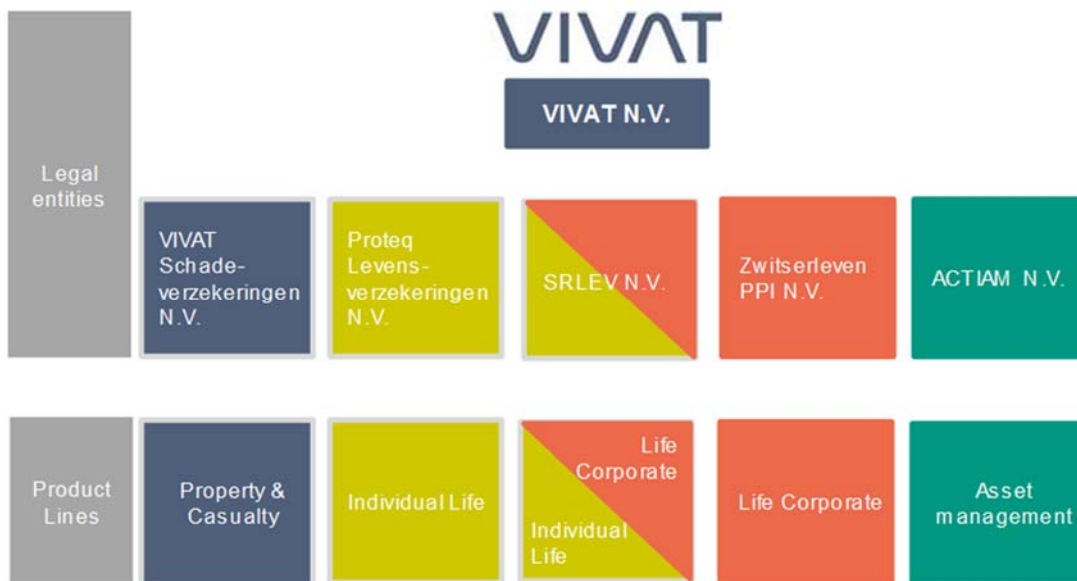 VIVAT
VIVAT N.V.
Legal
entities
VIVAT
Schade-
verzekeringen
N.V.
Proteq
Levens-
verzekeringen
N.V.
SRLEV N.V.
Zwitserleven
PPI N.V.
ACTIAM N.V.
Product
Lines
Property &
Casualty
Individual Life
Life
Corporate
Individual
Life
Life Corporate
Asset
management